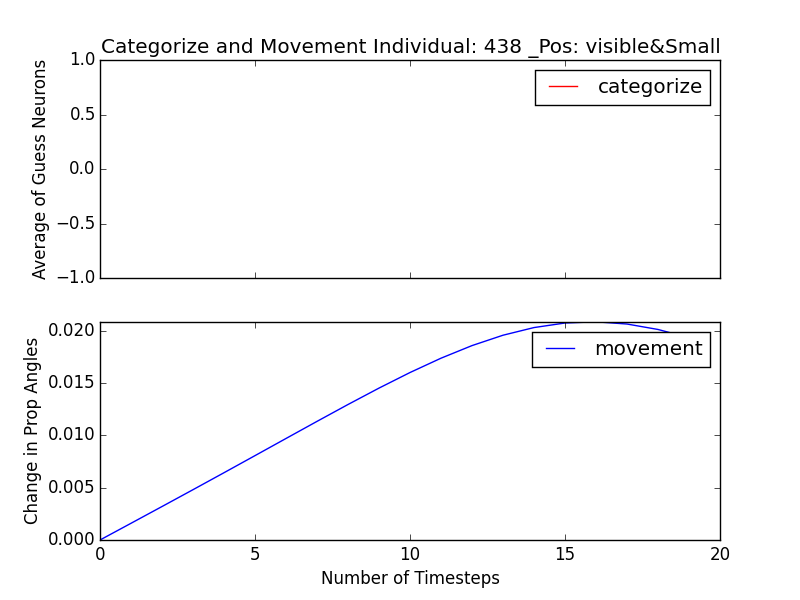 Categorize and Movement Individual: 438 _Pos: visible&Small
1.0
0.5
0.0
−0.5
−1.0
Average of Guess Neurons
categorize
0.020
0.015
0.010
0.005
0.000
Change in Prop Angles
movement
0
5
10
15
20
Number of Timesteps